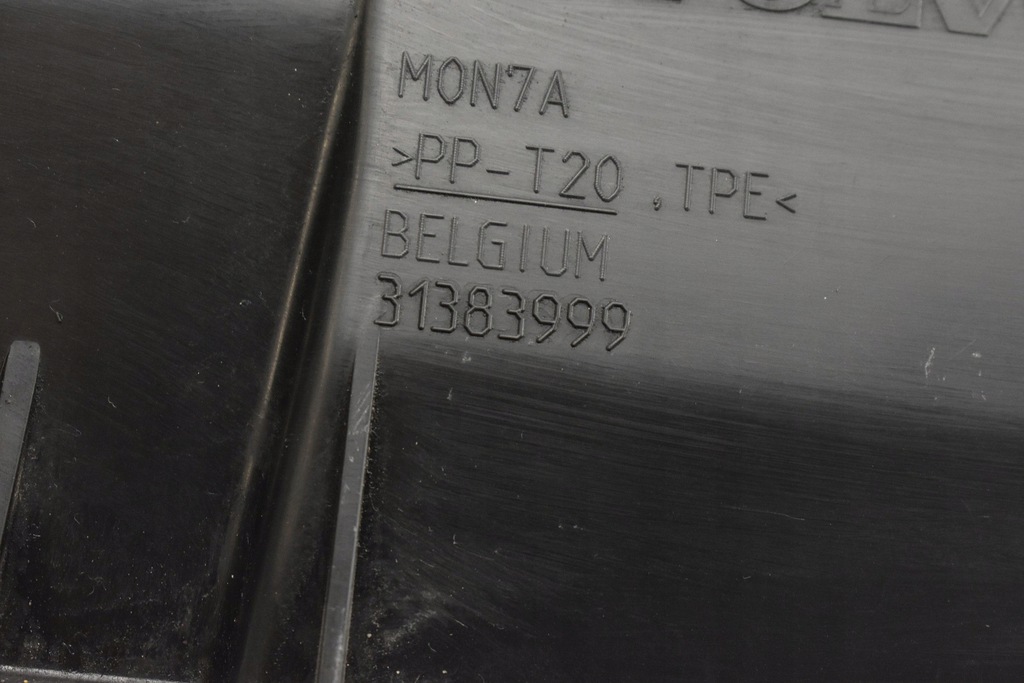 MON7A
>PP-T20 ,TPE<
BELGIUM
31383999